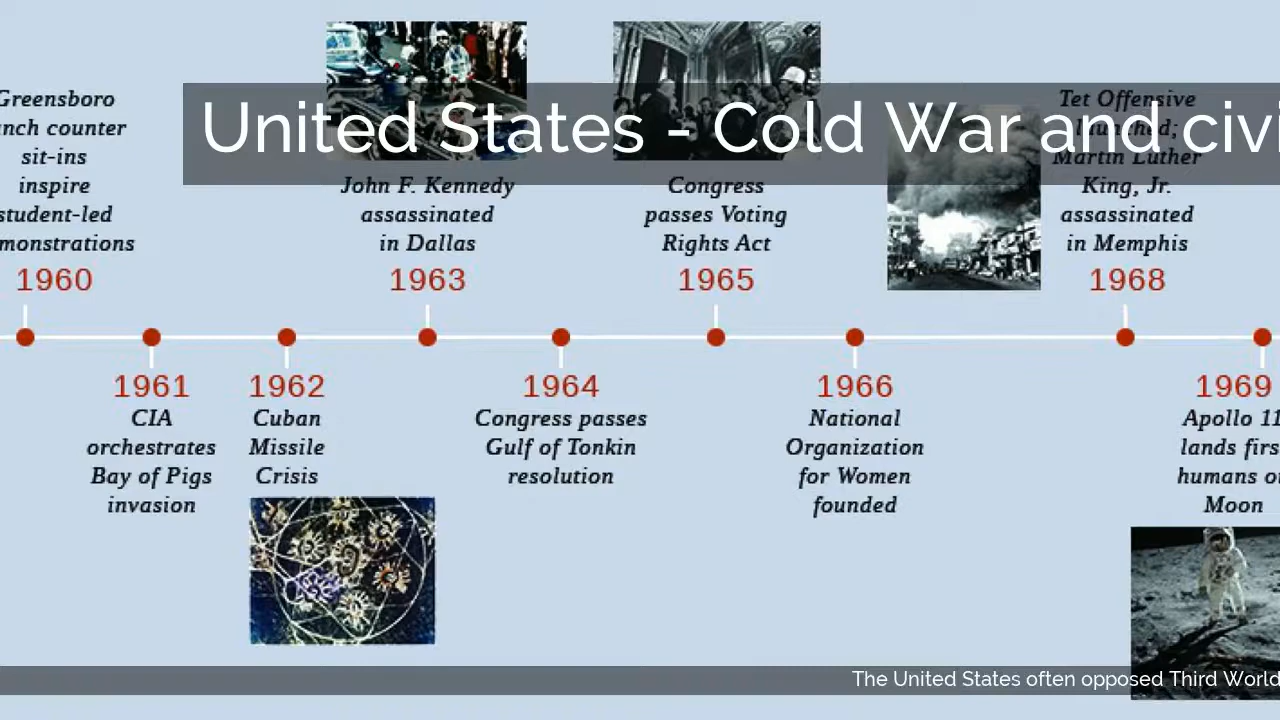 United States - Cold War and civi
Greensboro
nch counter
sit-ins
inspire
student-led
monstrations
1960
John F. Kennedy
assassinated
in Dallas
1963
Congress
passes Voting
Rights Act
1965
Tet Offensive
launched;
Martin Luther
King, Jr.
assassinated
in Memphis
1968
1961
CIA
orchestrates
Bay of Pigs
invasion
1962
Cuban
Missile
Crisis
1964
Congress passes
Gulf of Tonkin
resolution
1966
National
Organization
for Women
founded
1969
Apollo 11
lands firs
humans o
Moon
The United States often opposed Third World